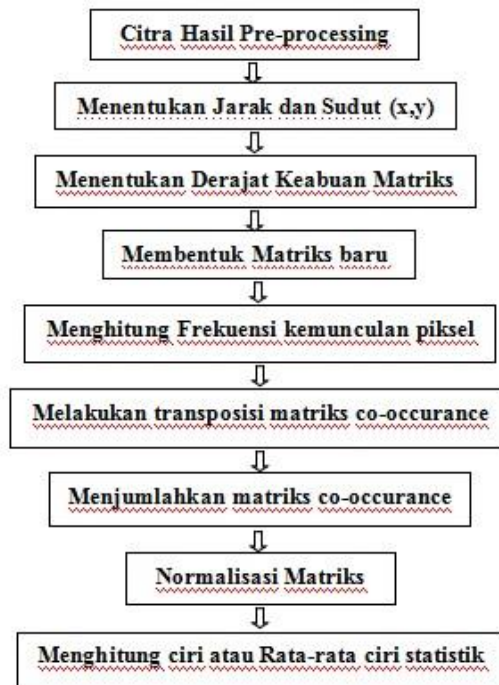 Citra Hasil Pre-processing
Menentukan Jarak dan Sudut (x,y)
Menentukan Derajat Keabuan Matriks
Membentuk Matriks baru
Menghitung Frekuensi kemunculan piksel
Melakukan transposisi matriks co-occurance
Menjumlahkan matriks co-occurance
Normalisasi Matriks
Menghitung ciri atau Rata-rata ciri statistik